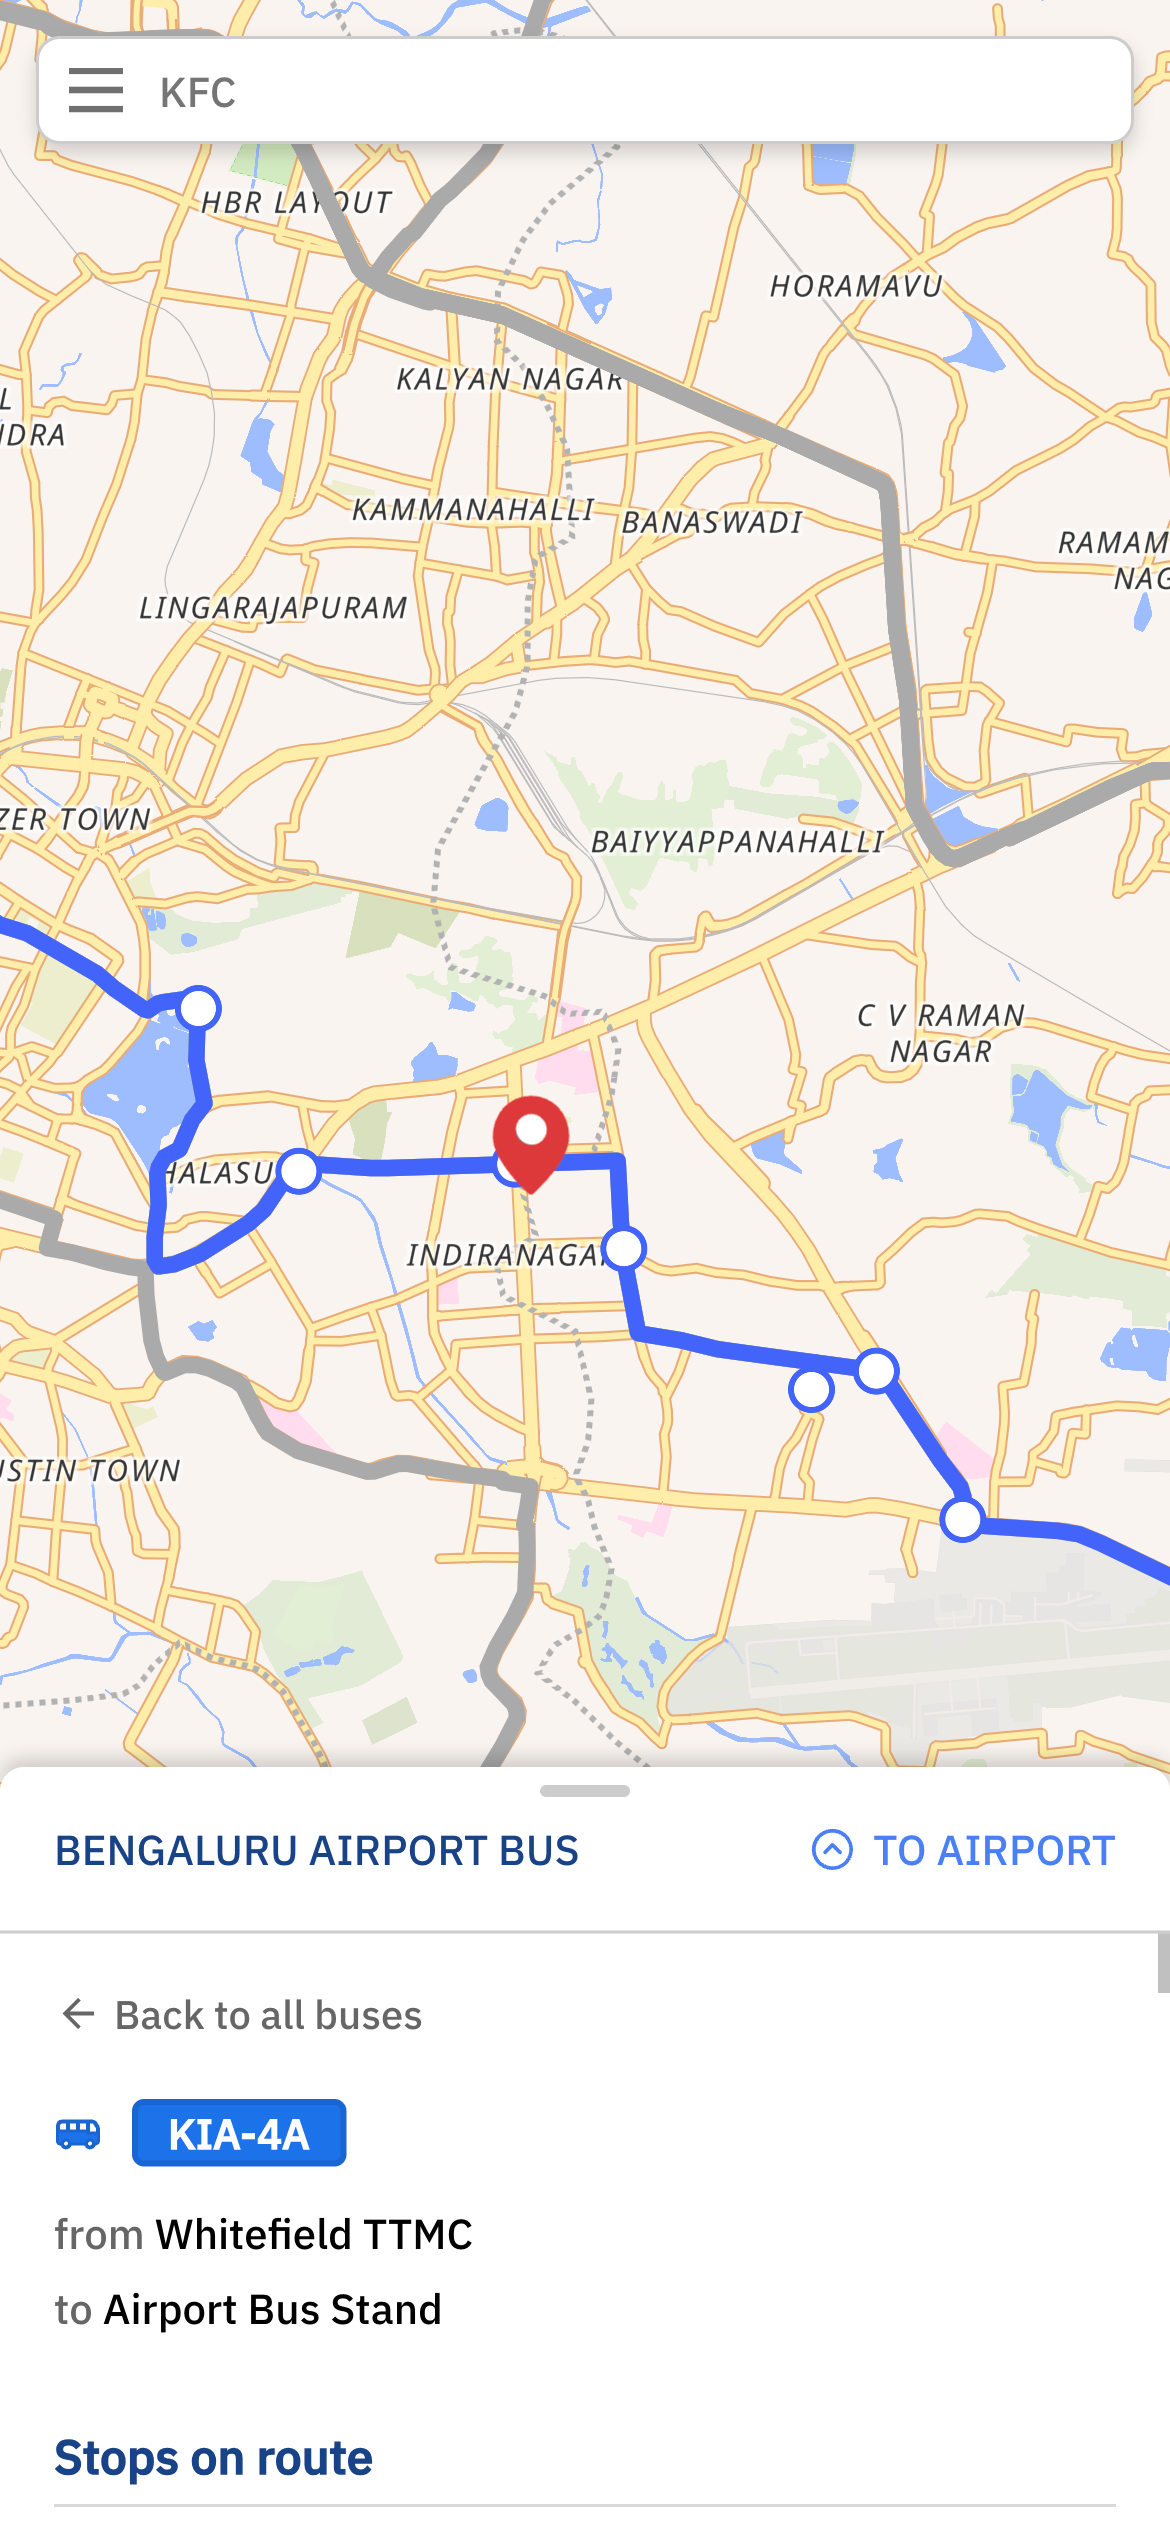 KFC
HBR LAYOUT
HORAMAVU
KALYAN NAGAR
L
NDRA
KAMMANAHALLI
BANASWADI
RAMAM
NAG
LINGARAJAPURAM
ZER TOWN
BAIYYAPPANAHALLI
C V RAMAN
NAGAR
HALASU
INDIRANAGAR
USTIN TOWN
BENGALURU AIRPORT BUS
TO AIRPORT
Back to all buses
KIA-4A
from Whitefield TTMC
to Airport Bus Stand
Stops on route